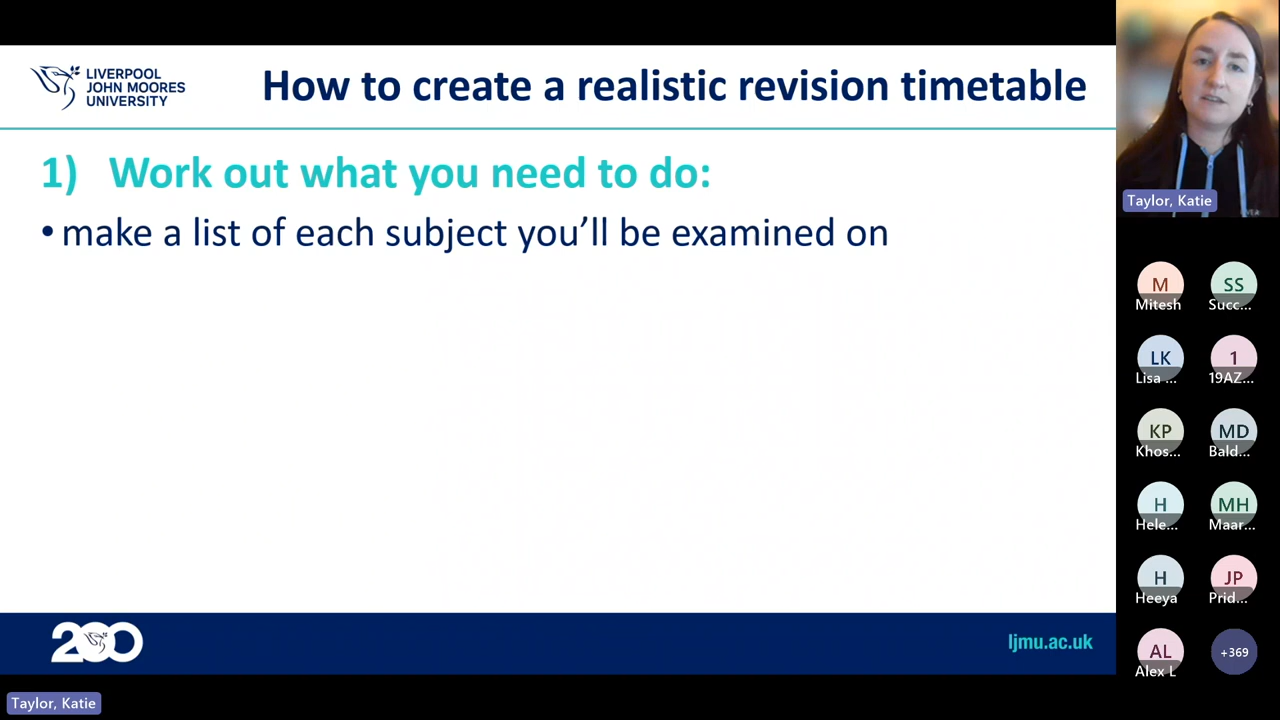 LIVERPOOL
JOHN MOORES
UNIVERSITY
How to create a realistic revision timetable
1) Work out what you need to do:
• make a list of each subject you’ll be examined on
200
ljmu.ac.uk
Taylor, Katie
Taylor, Katie
M
Mitesh
SS
Succ...
LK
Lisa ...
1
19AZ...
KP
Khos...
MD
Bald...
H
Hele...
MH
Maar...
H
Heeya
JP
Prid...
AL
Alex L
+369